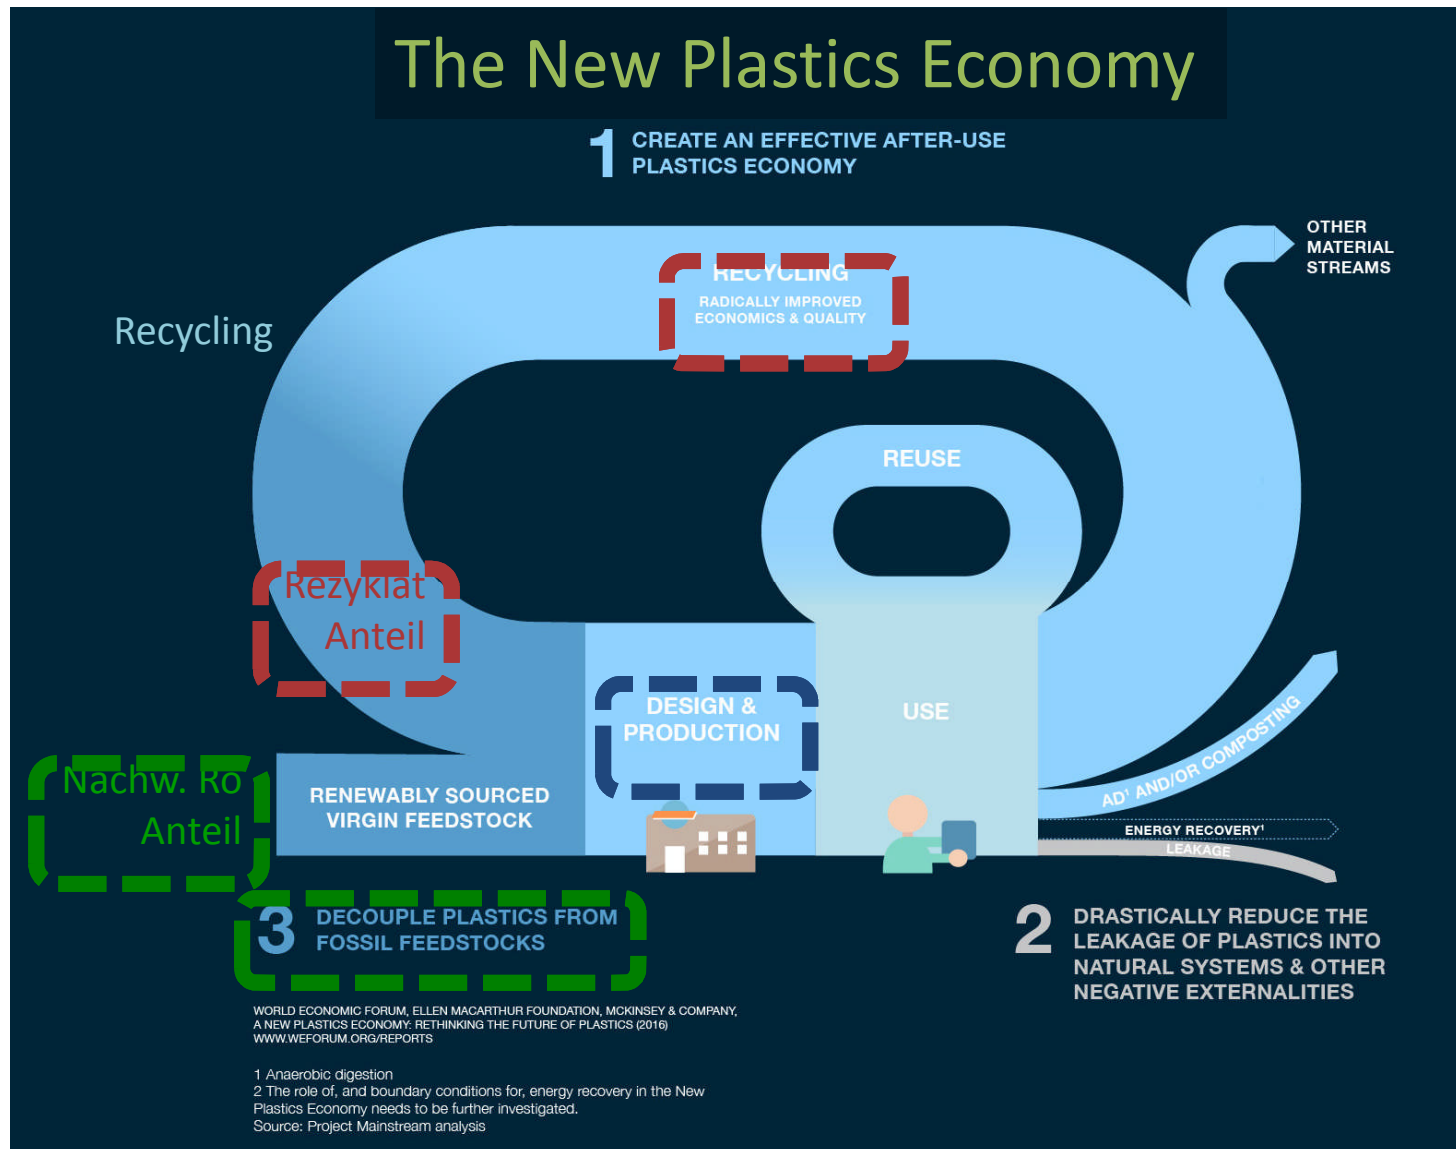 The New Plastics Economy
1 CREATE AN EFFECTIVE AFTER-USE
PLASTICS ECONOMY
OTHER
MATERIAL
STREAMS
RECYCLING
RADICALLY IMPROVED
ECONOMICS & QUALITY
Recycling
REUSE
Rezyklat
Anteil
DESIGN &
PRODUCTION
USE
Nachw. Ro
Anteil
RENEWABLY SOURCED
VIRGIN FEEDSTOCK
AD¹ AND/OR COMPOSTING
ENERGY RECOVERY¹
LEAKAGE
3 DECOUPLE PLASTICS FROM
FOSSIL FEEDSTOCKS
2 DRASTICALLY REDUCE THE
LEAKAGE OF PLASTICS INTO
NATURAL SYSTEMS & OTHER
NEGATIVE EXTERNALITIES
WORLD ECONOMIC FORUM, ELLEN MACARTHUR FOUNDATION, MCKINSEY & COMPANY,
A NEW PLASTICS ECONOMY: RETHINKING THE FUTURE OF PLASTICS (2016)
WWW.WEFORUM.ORG/REPORTS
1 Anaerobic digestion
2 The role of, and boundary conditions for, energy recovery in the New
Plastics Economy needs to be further investigated.
Source: Project Mainstream analysis